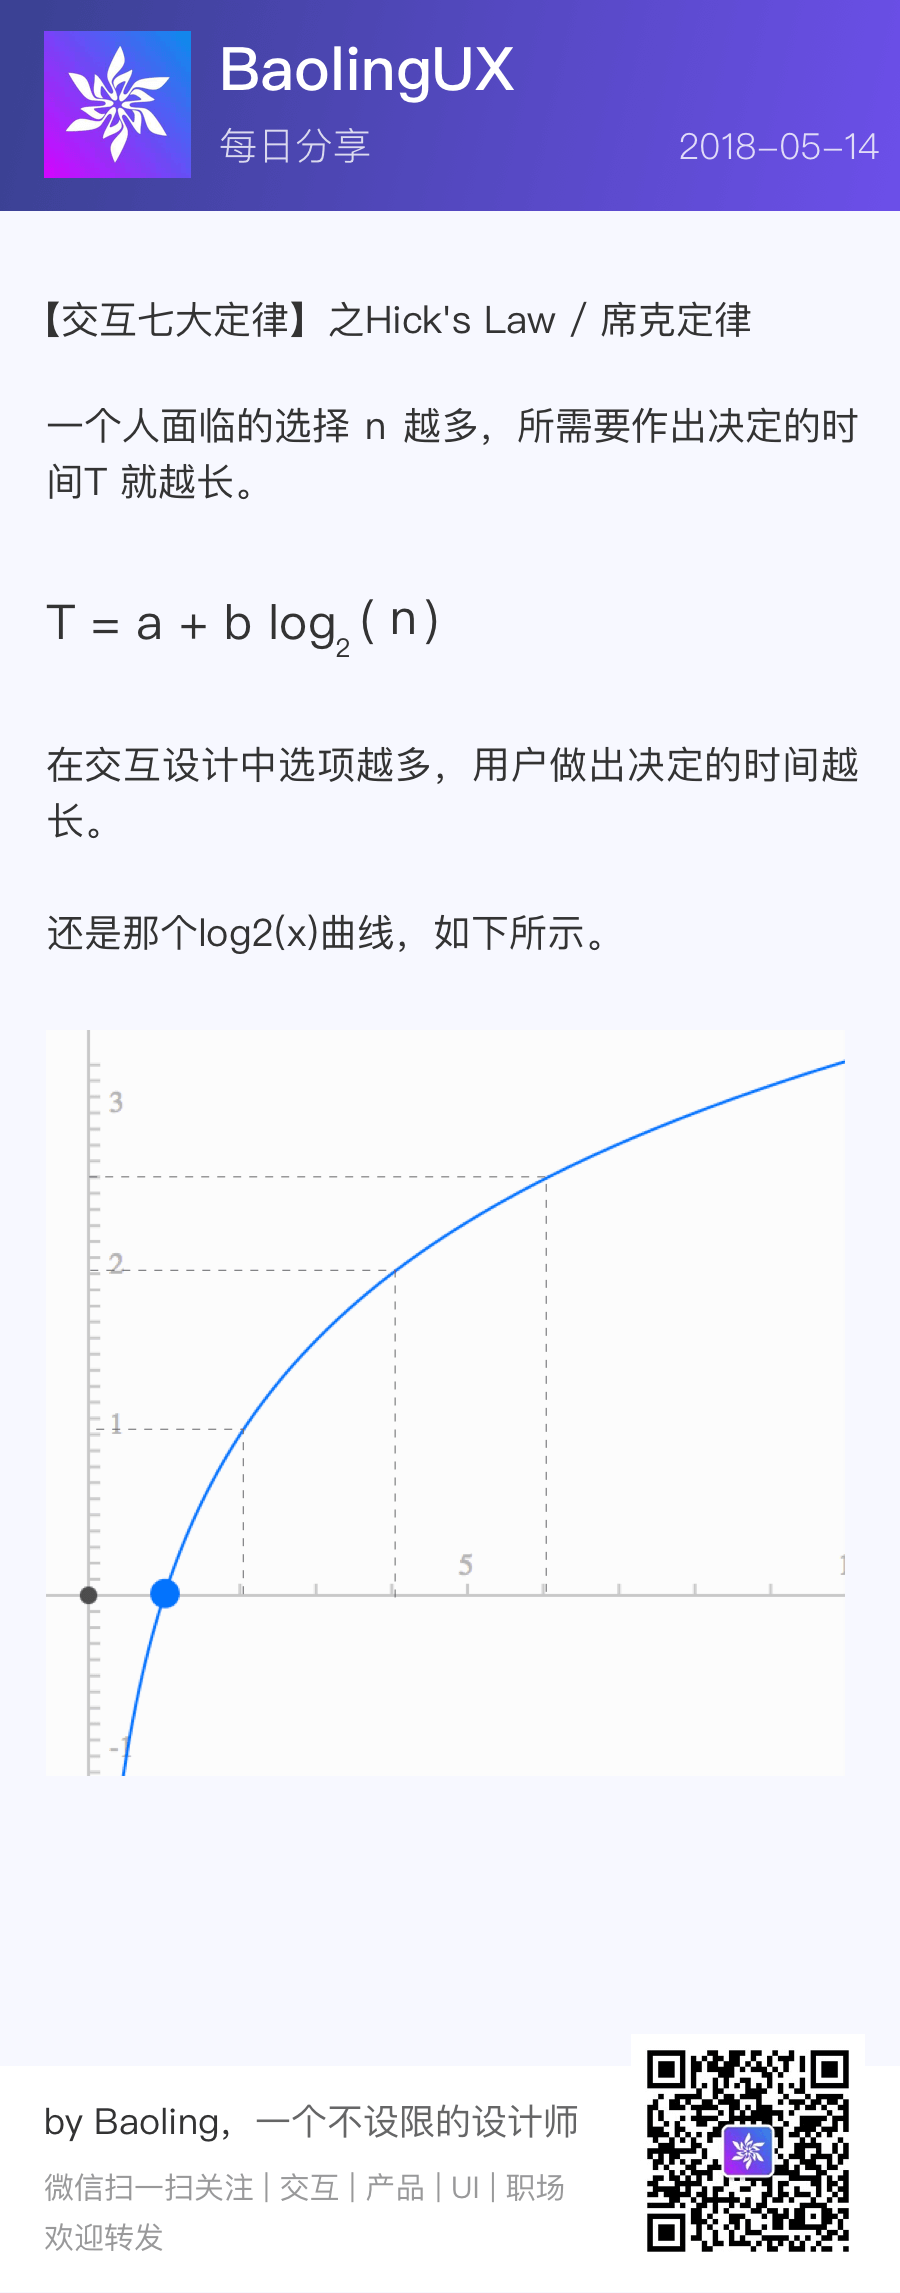 BaolingUX
每日分享
2018-05-14
【交互七大定律】之Hick's Law / 席克定律
一个人面临的选择 n 越多，所需要作出决定的时
间T 就越长。
T = a + b log₂ ( n )
在交互设计中选项越多，用户做出决定的时间越
长。
还是那个log2(x)曲线，如下所示。
3
2
1
5
-1
by Baoling，一个不设限的设计师
微信扫一扫关注 | 交互 | 产品 | UI | 职场
欢迎转发